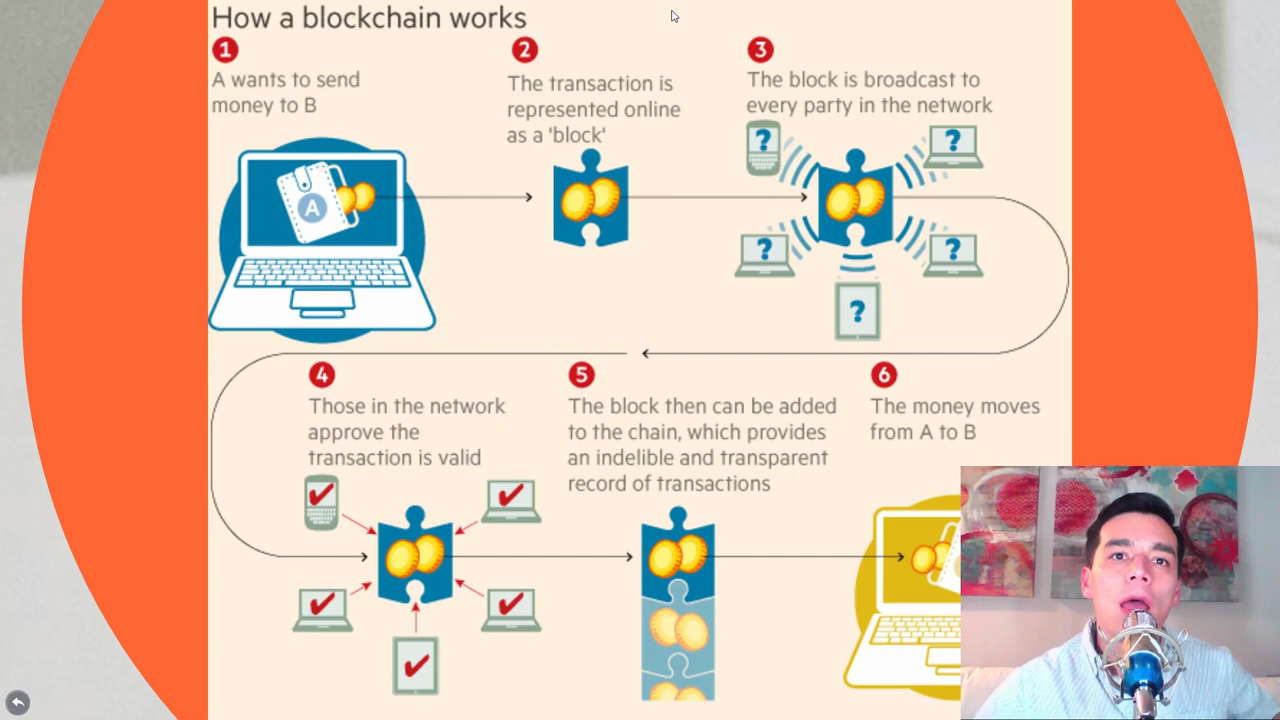 How a blockchain works
1
A wants to send
money to B
A
2
The transaction is
represented online
as a 'block'
3
The block is broadcast to
every party in the network
?
?
?
?
?
4
Those in the network
approve the
transaction is valid
5
The block then can be added
to the chain, which provides
an indelible and transparent
record of transactions
6
The money moves
from A to B